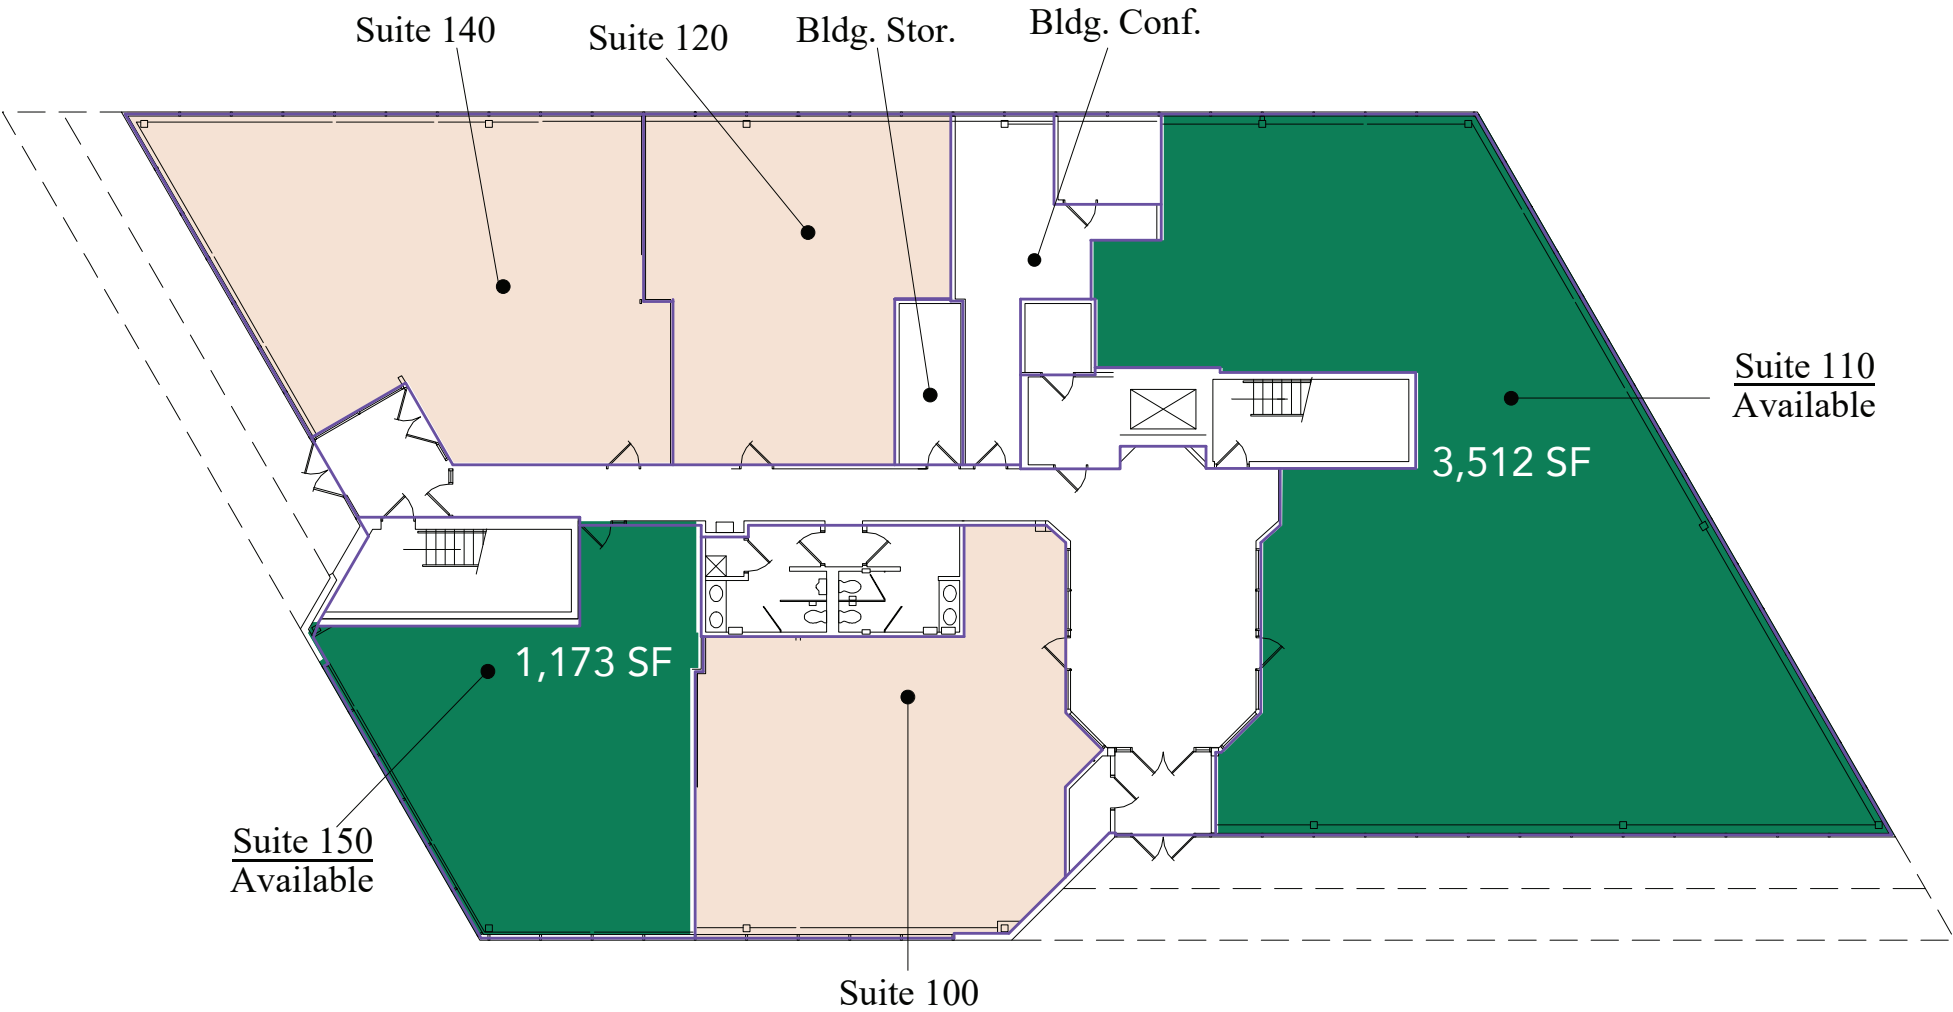 Suite 140
Suite 120
Bldg. Stor.
Bldg. Conf.
Suite 110
Available
3,512 SF
1,173 SF
Suite 150
Available
Suite 100